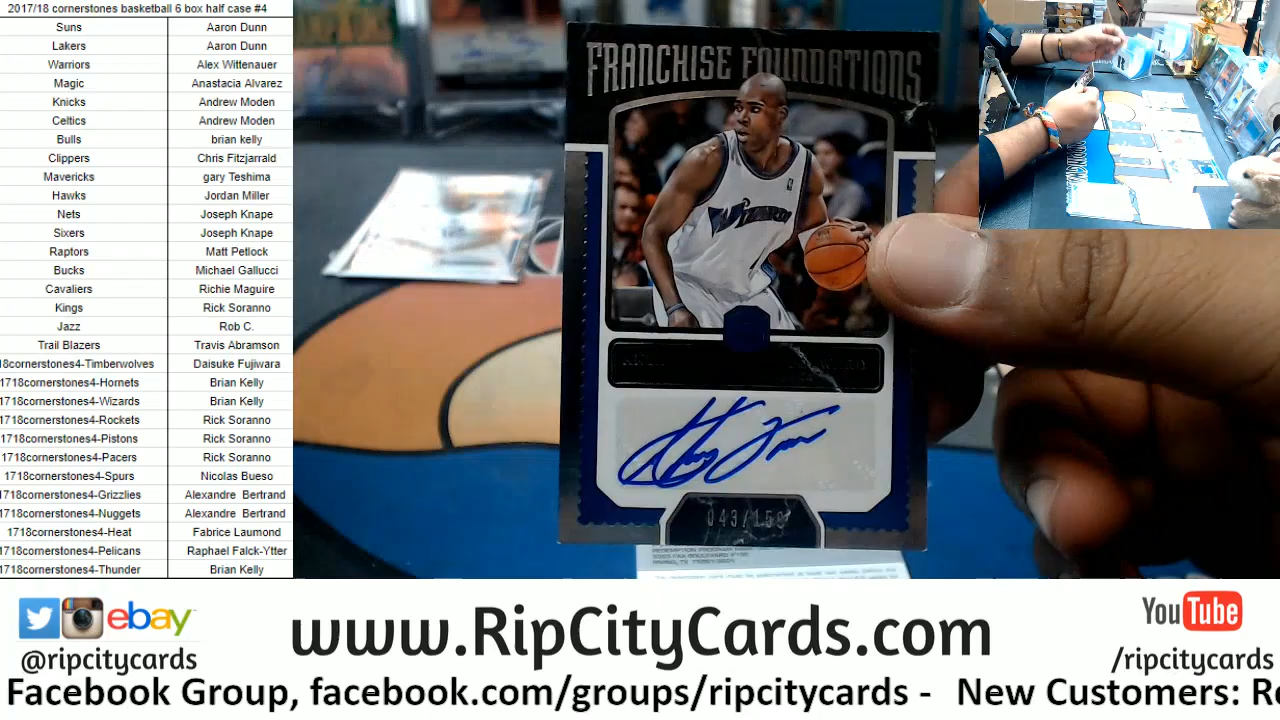 2017/18 cornerstones basketball 6 box half case #4
Suns Aaron Dunn
Lakers Aaron Dunn
Warriors Alex Wittenauer
Magic Anastacia Alvarez
Knicks Andrew Moden
Celtics Andrew Moden
Bulls brian kelly
Clippers Chris Fitzjarrald
Mavericks gary Teshima
Hawks Jordan Miller
Nets Joseph Knape
Sixers Joseph Knape
Raptors Matt Petlock
Bucks Michael Gallucci
Cavaliers Richie Maguire
Kings Rick Soranno
Jazz Rob C.
Trail Blazers Travis Abramson
18cornerstones4-Timberwolves Daisuke Fujiwara
1718cornerstones4-Hornets Brian Kelly
1718cornerstones4-Wizards Brian Kelly
1718cornerstones4-Rockets Rick Soranno
1718cornerstones4-Pistons Rick Soranno
1718cornerstones4-Pacers Rick Soranno
1718cornerstones4-Spurs Nicolas Bueso
1718cornerstones4-Grizzlies Alexandre Bertrand
1718cornerstones4-Nuggets Alexandre Bertrand
1718cornerstones4-Heat Fabrice Laumond
1718cornerstones4-Pelicans Raphael Falck-Ytter
1718cornerstones4-Thunder Brian Kelly
FRANCHISE FOUNDATIONS
Wizards
043/150
ebay
@ripcitycards
www.RipCityCards.com
YouTube
/ripcitycards
Facebook Group, facebook.com/groups/ripcitycards - New Customers: R